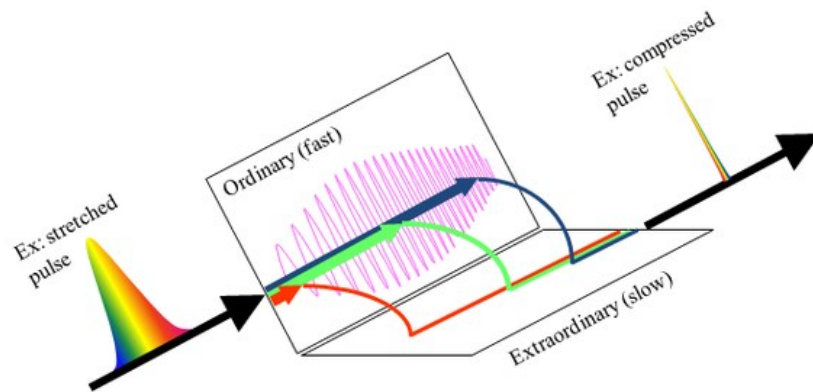 Ex: stretched
pulse
Ordinary (fast)
Extraordinary (slow)
Ex: compressed
pulse